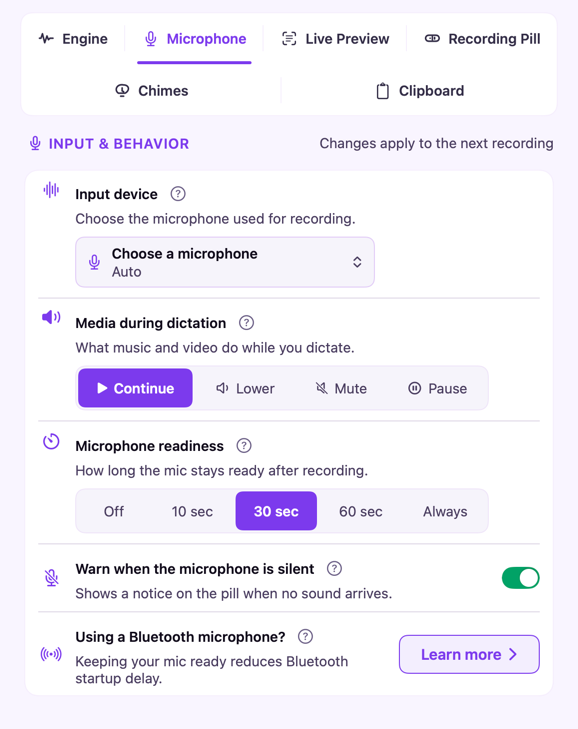 Engine
Microphone
Live Preview
Recording Pill
Chimes
Clipboard
INPUT & BEHAVIOR
Changes apply to the next recording
Input device ?
Choose the microphone used for recording.
Choose a microphone
Auto
Media during dictation ?
What music and video do while you dictate.
Continue
Lower
Mute
Pause
Microphone readiness ?
How long the mic stays ready after recording.
Off
10 sec
30 sec
60 sec
Always
Warn when the microphone is silent ?
Shows a notice on the pill when no sound arrives.
Using a Bluetooth microphone? ?
Keeping your mic ready reduces Bluetooth
startup delay.
Learn more